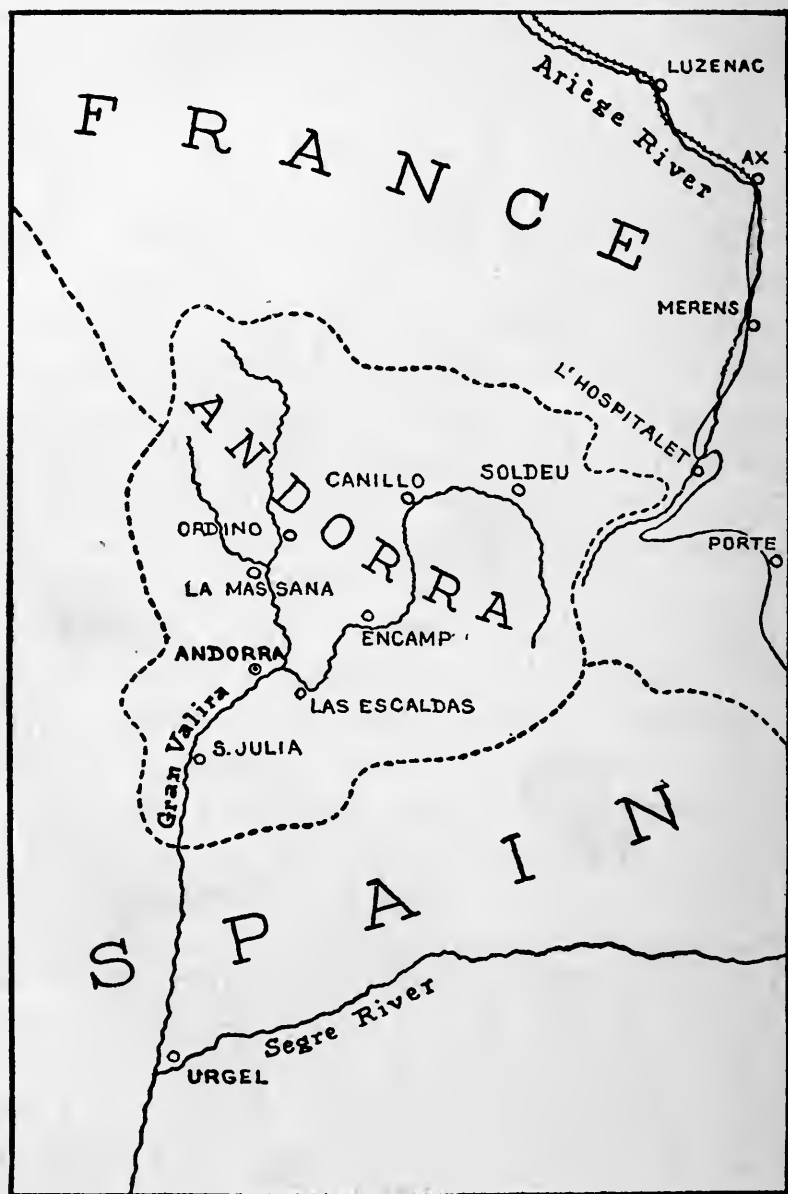 LUZENAC
Ariège River
AX
FRANCE
MERENS
L'HOSPITALET
ANDORRA
CANILLO
SOLDEU
ORDINO
PORTE
LA MASSANA
ENCAMP
ANDORRA
LAS ESCALDAS
Gran Valira
S. JULIA
SPAIN
Segre River
URGEL